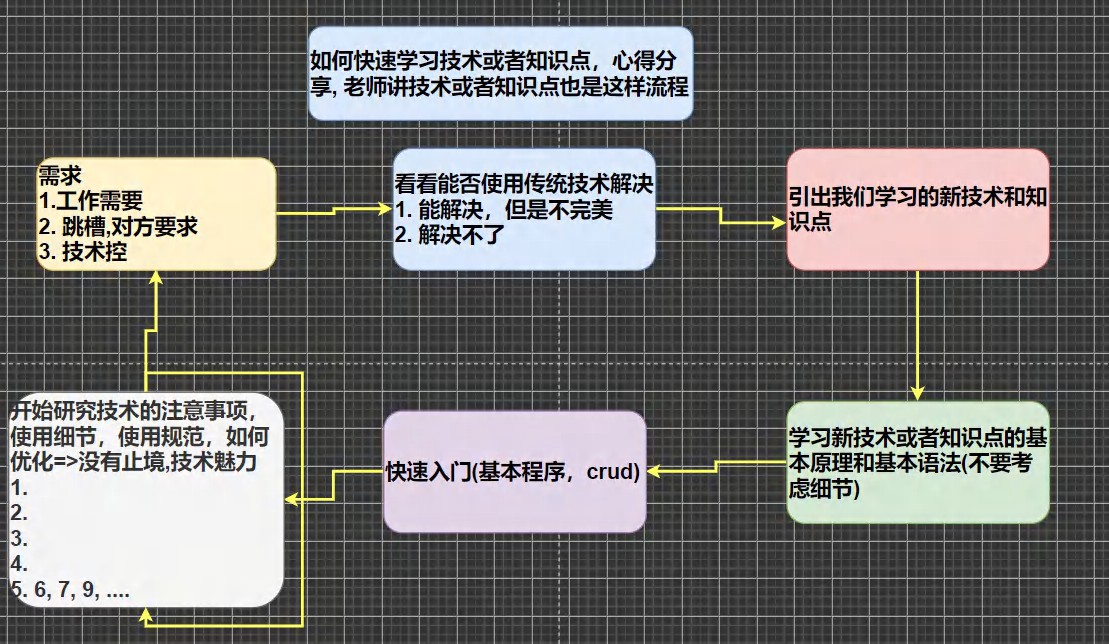 如何快速学习技术或者知识点，心得分
享, 老师讲技术或者知识点也是这样流程
需求
1.工作需要
2. 跳槽,对方要求
3. 技术控
看看能否使用传统技术解决
1. 能解决，但是不完美
2. 解决不了
引出我们学习的新技术和知
识点
学习新技术或者知识点的基
本原理和基本语法(不要考
虑细节)
快速入门(基本程序，crud)
开始研究技术的注意事项，
使用细节，使用规范，如何
优化=>没有止境,技术魅力
1.
2.
3.
4.
5. 6, 7, 9, ....